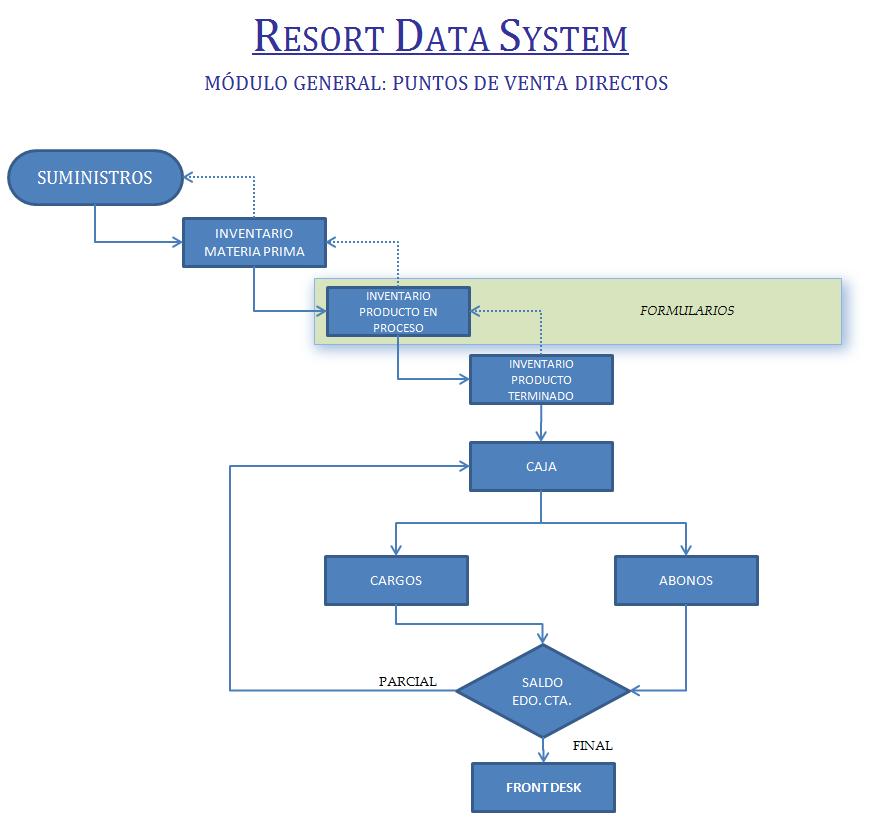 RESORT DATA SYSTEM
MÓDULO GENERAL: PUNTOS DE VENTA DIRECTOS
SUMINISTROS
INVENTARIO
MATERIA PRIMA
INVENTARIO
PRODUCTO EN
PROCESO
FORMULARIOS
INVENTARIO
PRODUCTO
TERMINADO
CAJA
CARGOS
ABONOS
PARCIAL
SALDO
EDO. CTA.
FINAL
FRONT DESK